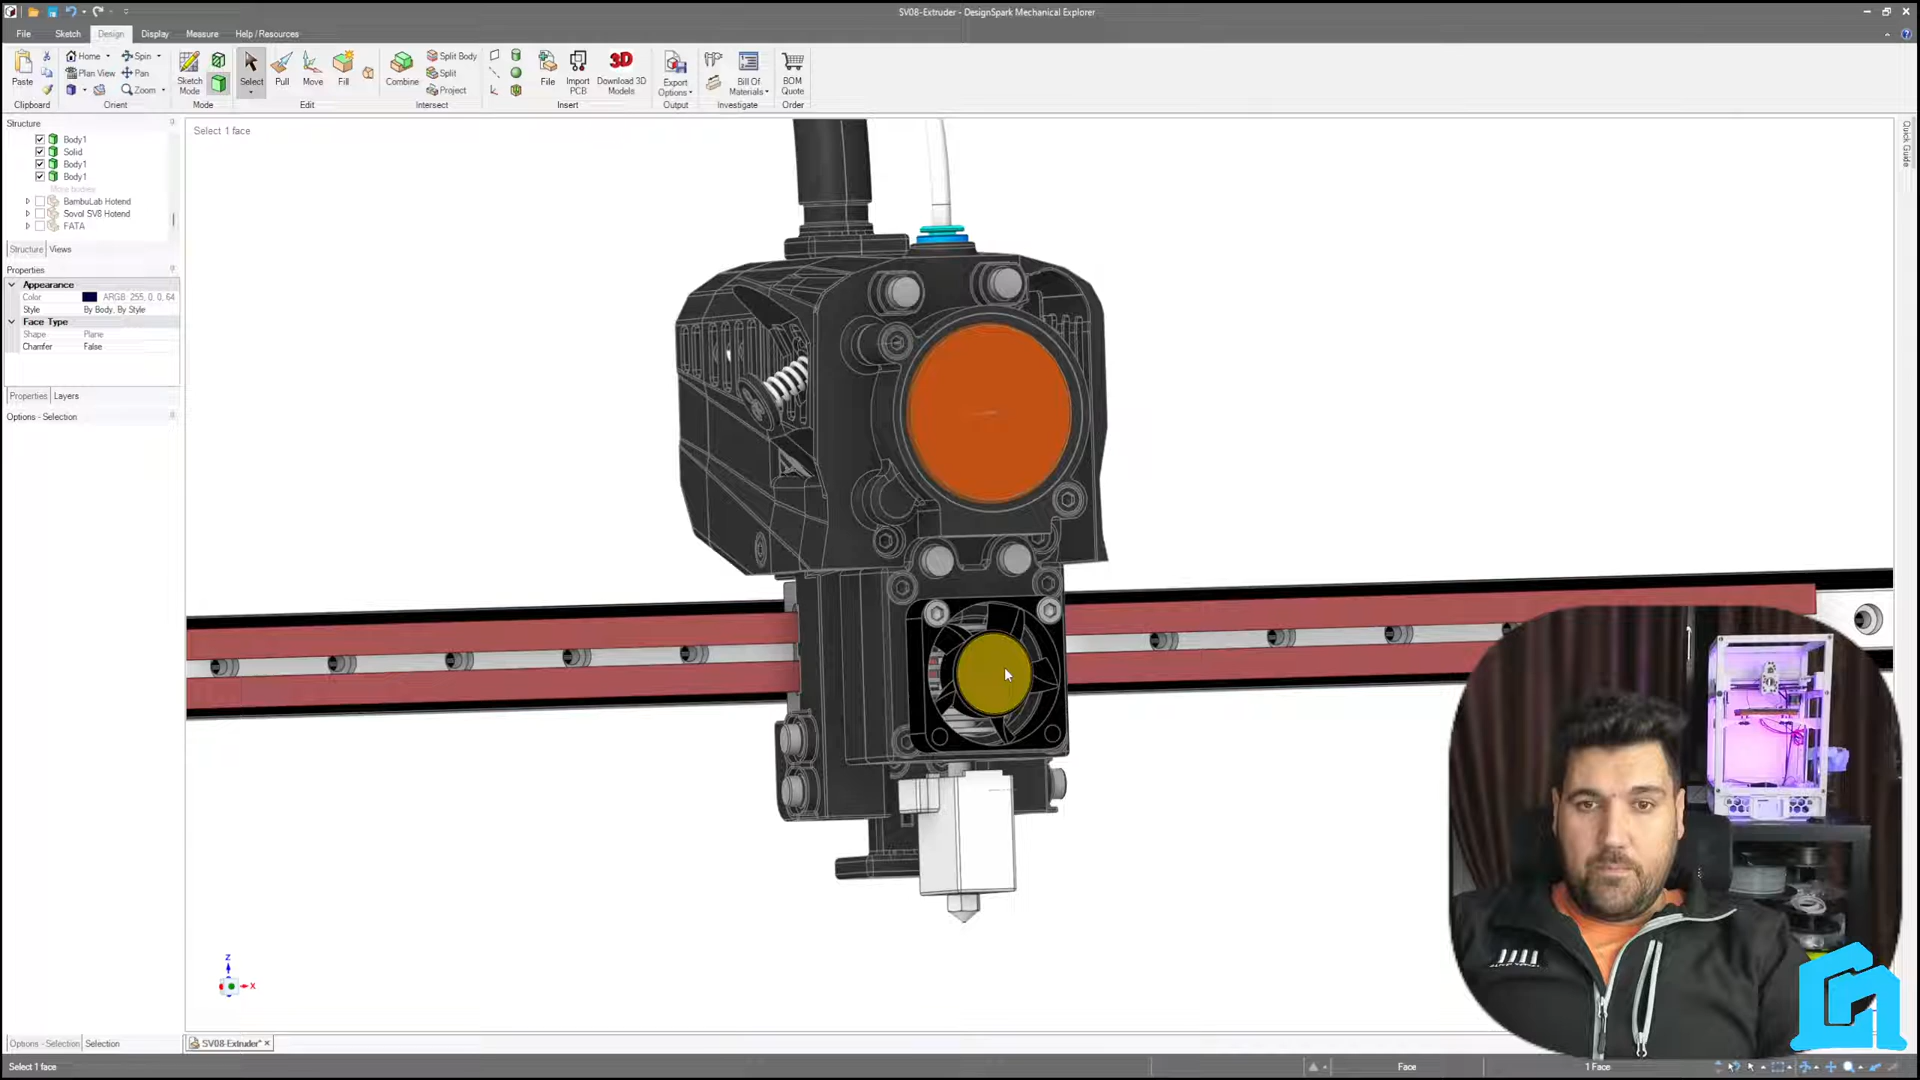 SV08-Extruder - DesignSpark Mechanical Explorer
File Sketch Design Display Measure Help / Resources
Home Spin Split Body
Plan View Pan Split
Zoom Project
Paste Sketch Mode Select Pull Move Fill Combine File Import PCB Download 3D Models Export Options Bill Of Materials BOM Quote
3D
Clipboard Orient Mode Edit Intersect Insert Output Investigate Order
Structure
Select 1 face
Quick Guide
Body1
Solid
Body1
Body1
More bodies
BambuLab Hotend
Sovol SV8 Hotend
FATA
Structure Views
Properties
Appearance
Color ARGB: 255, 0, 0, 64
Style By Body, By Style
Face Type
Shape Plane
Chamfer False
Properties Layers
Options - Selection
Z
X
Options - Selection Selection
SV08-Extruder*
Select 1 face
Face
1 Face